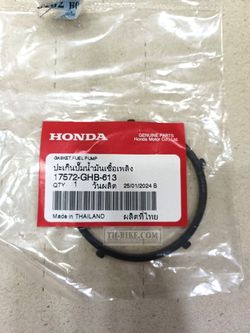 HONDA
GENUINE PARTS
Honda Motor Co.,Ltd.
GASKET,FUEL PUMP
ปะเก็นปั๊มน้ำมันเชื้อเพลิง
17572-GHB-613
QTY 1 วันผลิต 25/01/2024 B
Made in THAILAND ผลิตที่ไทย
TH-BIKE.COM